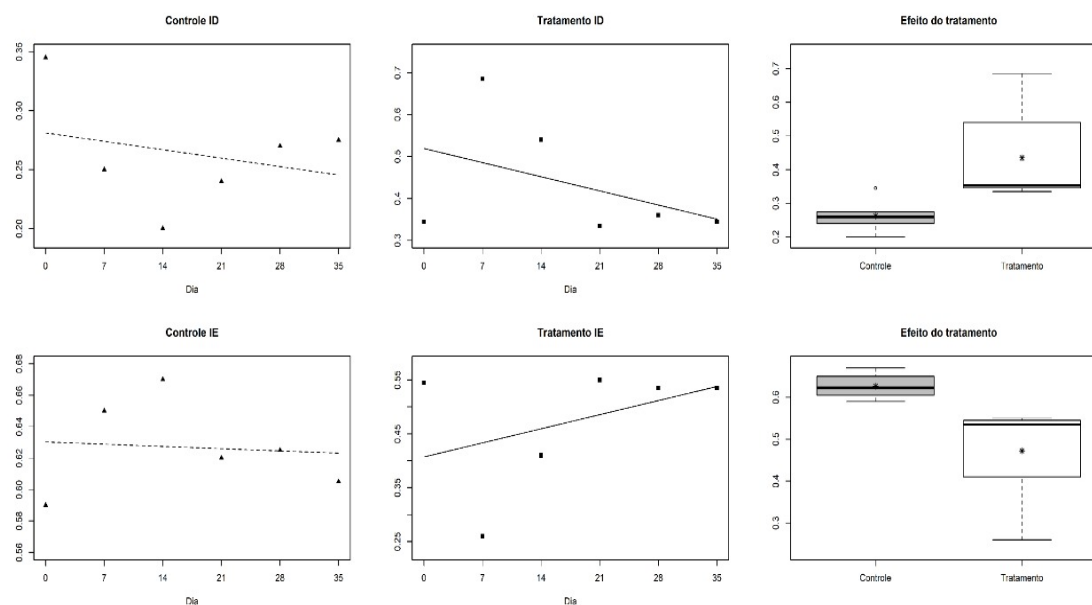 Controle ID
0.35
0.30
0.25
0.20
0 7 14 21 28 35
Dia
Tratamento ID
0.7
0.6
0.5
0.4
0.3
0 7 14 21 28 35
Dia
Efeito do tratamento
0.7
0.6
0.5
0.4
0.3
0.2
Controle Tratamento
Controle IE
0.68
0.66
0.64
0.62
0.60
0.58
0.56
0 7 14 21 28 35
Dia
Tratamento IE
0.55
0.45
0.35
0.25
0 7 14 21 28 35
Dia
Efeito do tratamento
0.6
0.5
0.4
0.3
Controle Tratamento